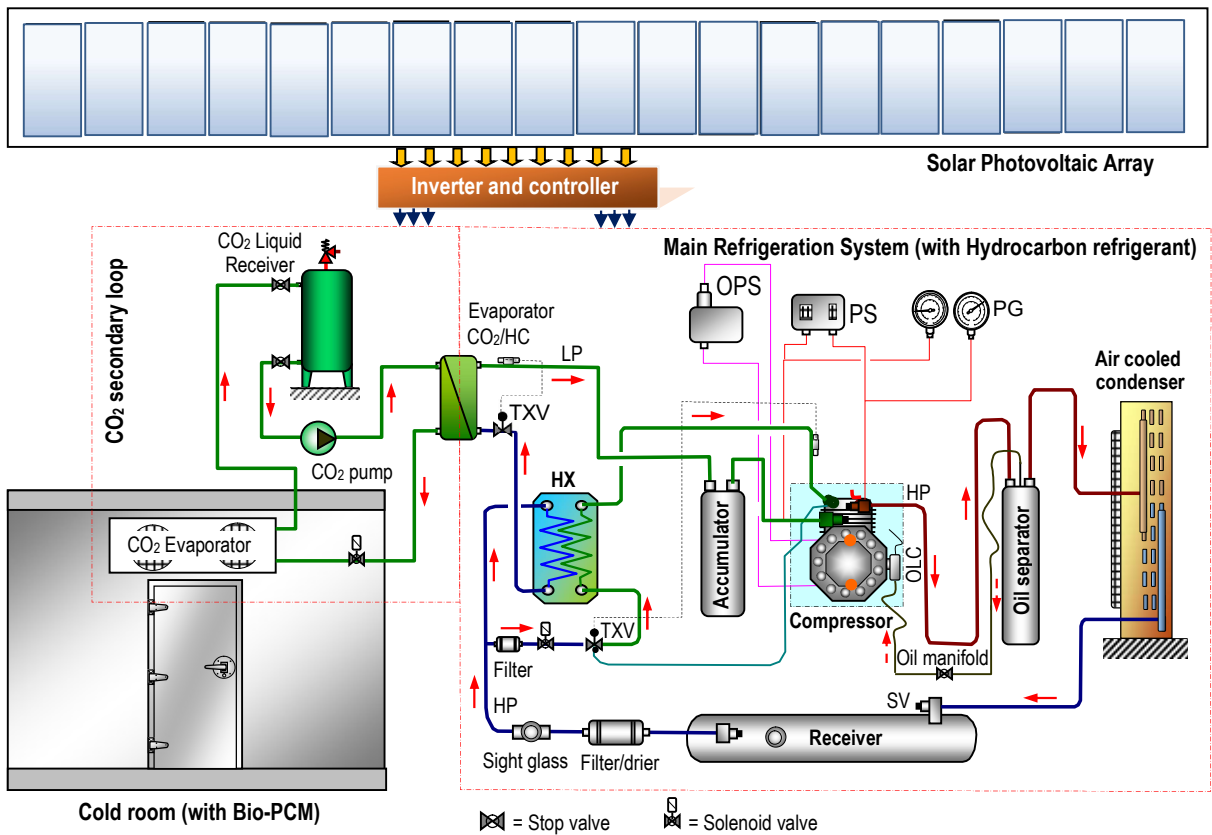 Solar Photovoltaic Array
Inverter and controller
CO2 secondary loop
CO2 Liquid
Receiver
Main Refrigeration System (with Hydrocarbon refrigerant)
OPS
PS
PG
Evaporator
CO2/HC
LP
Air cooled
condenser
TXV
CO2 pump
HX
HP
CO2 Evaporator
Accumulator
OLC
Oil separator
Compressor
TXV
Filter
Oil manifold
HP
SV
Receiver
Sight glass
Filter/drier
Cold room (with Bio-PCM)
= Stop valve
= Solenoid valve